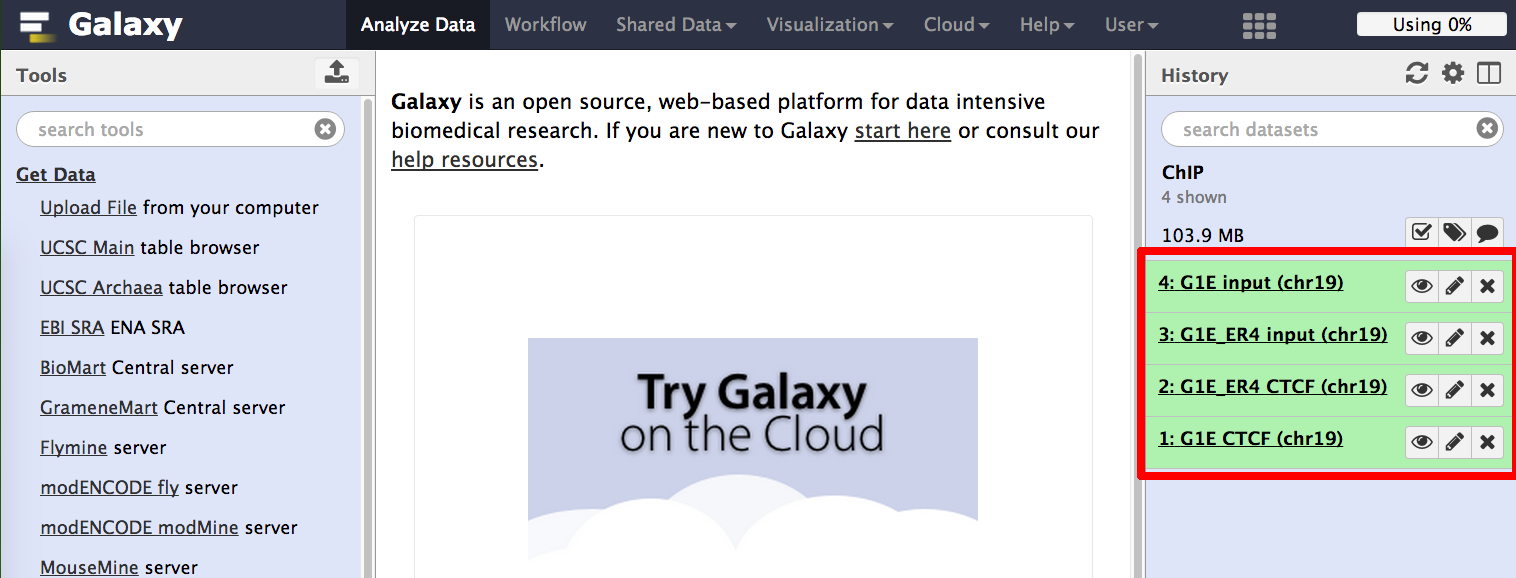 Galaxy
Analyze Data
Workflow
Shared Data
Visualization
Cloud
Help
User
Using 0%
Tools
search tools
Get Data
Upload File from your computer
UCSC Main table browser
UCSC Archaea table browser
EBI SRA ENA SRA
BioMart Central server
GrameneMart Central server
Flymine server
modENCODE fly server
modENCODE modMine server
MouseMine server
Galaxy is an open source, web-based platform for data intensive
biomedical research. If you are new to Galaxy start here or consult our
help resources.
Try Galaxy
on the Cloud
History
search datasets
ChIP
4 shown
103.9 MB
4: G1E input (chr19)
3: G1E_ER4 input (chr19)
2: G1E_ER4 CTCF (chr19)
1: G1E CTCF (chr19)